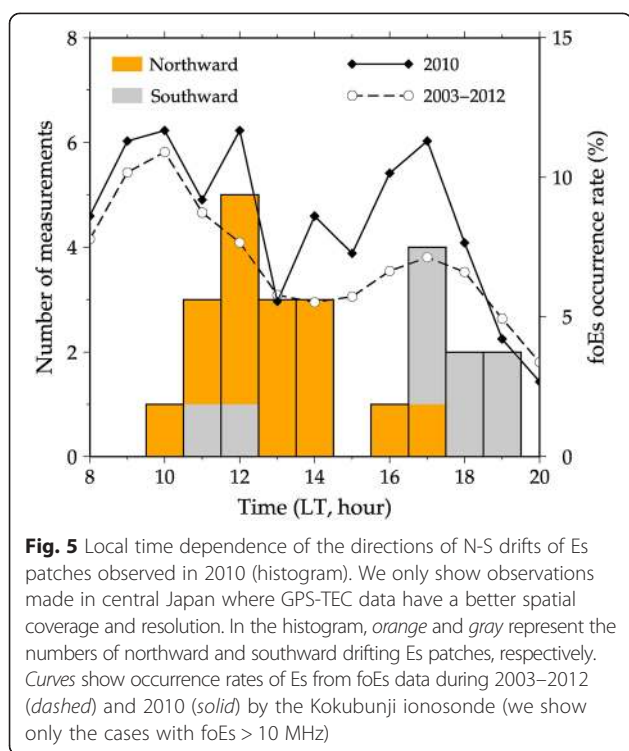 8
6
4
2
0
Number of measurements
Northward
Southward
2010
2003–2012
15
10
5
0
foEs occurrence rate (%)
8 10 12 14 16 18 20
Time (LT, hour)
Fig. 5 Local time dependence of the directions of N-S drifts of Es
patches observed in 2010 (histogram). We only show observations
made in central Japan where GPS-TEC data have a better spatial
coverage and resolution. In the histogram, orange and gray represent the
numbers of northward and southward drifting Es patches, respectively.
Curves show occurrence rates of Es from foEs data during 2003–2012
(dashed) and 2010 (solid) by the Kokubunji ionosonde (we show
only the cases with foEs > 10 MHz)